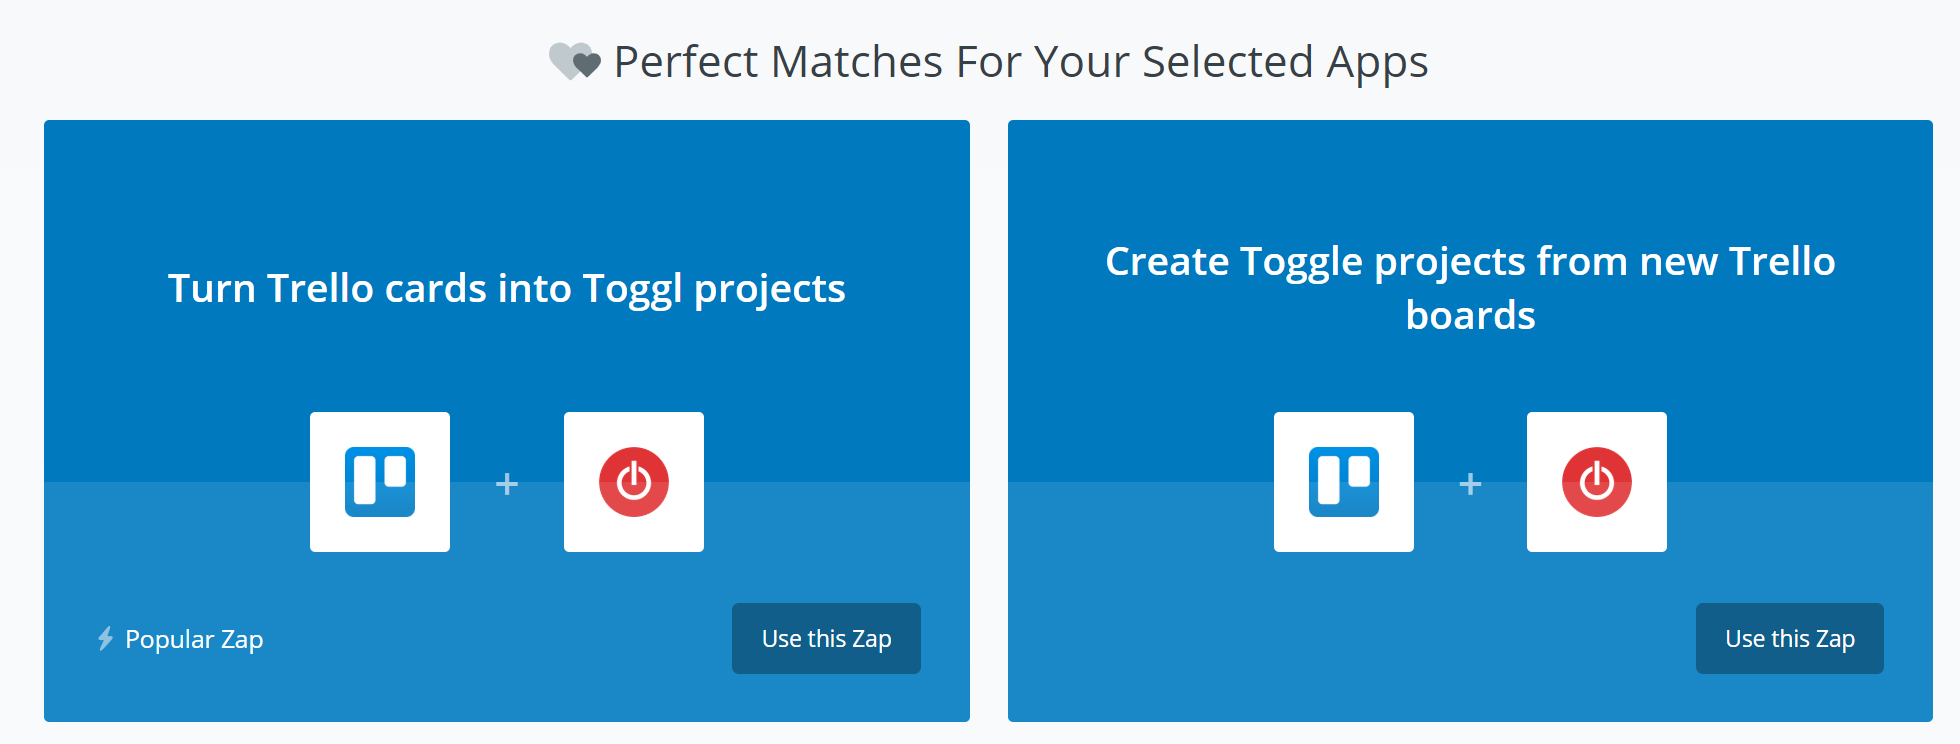 Perfect Matches For Your Selected Apps
Turn Trello cards into Toggl projects
Popular Zap
Use this Zap
Create Toggle projects from new Trello
boards
Use this Zap